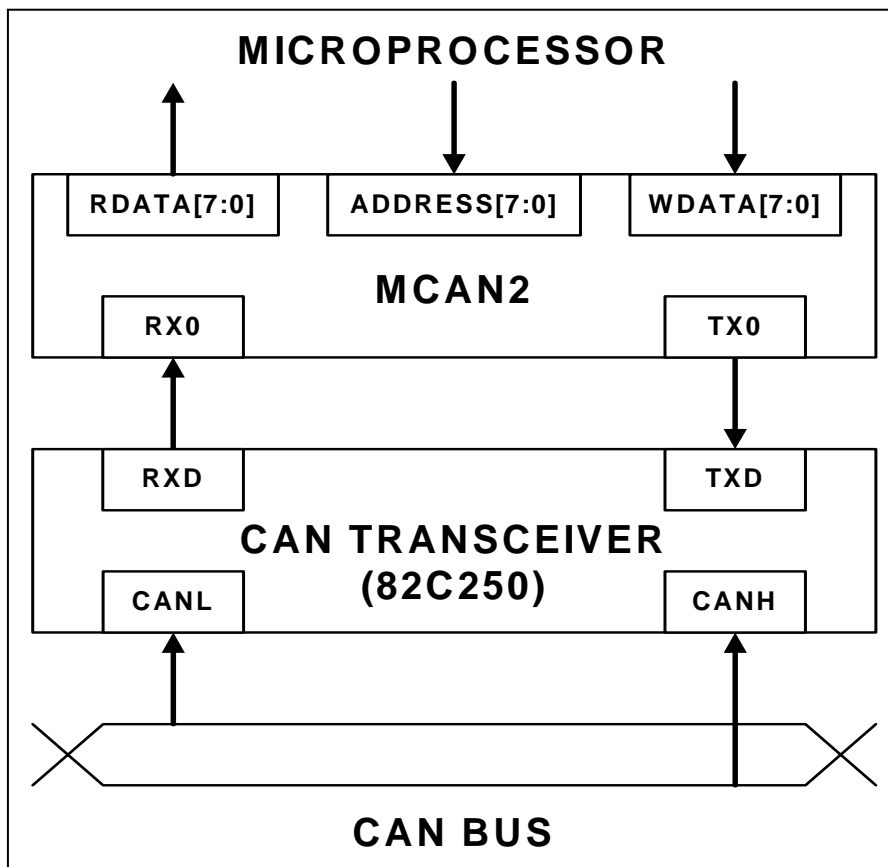 MICROPROCESSOR
RDATA[7:0] ADDRESS[7:0] WDATA[7:0]
MCAN2
RX0 TX0
RXD TXD
CAN TRANSCEIVER
(82C250)
CANL CANH
CAN BUS